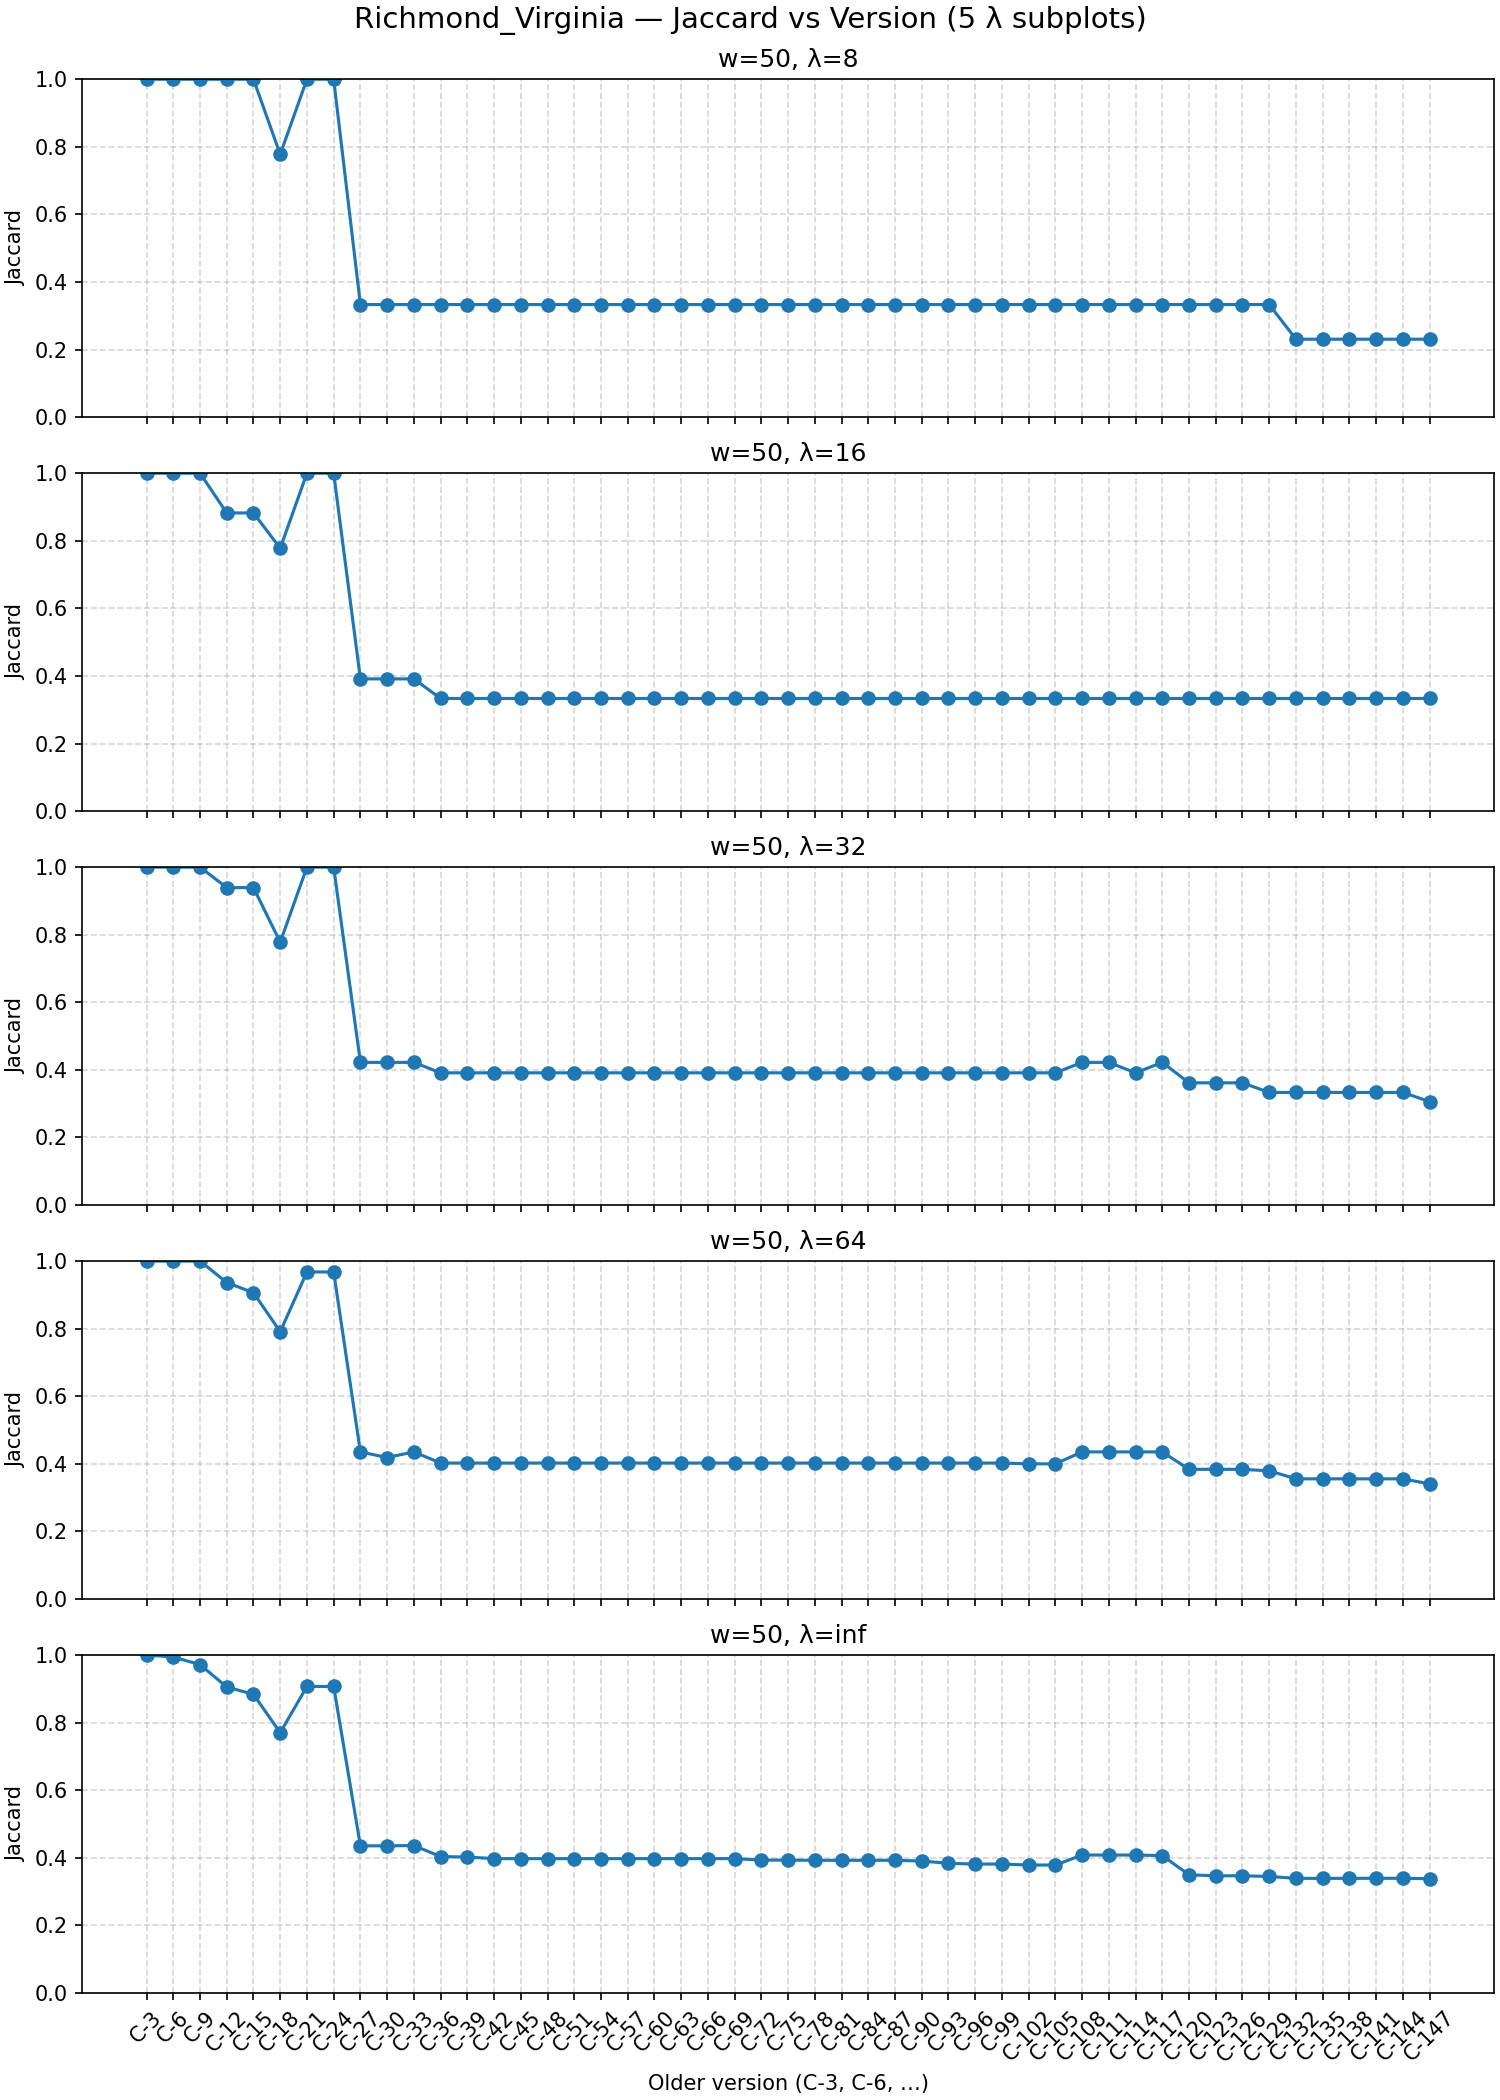 Richmond_Virginia — Jaccard vs Version (5 λ subplots)
w=50, λ=8
1.0
0.8
0.6
0.4
0.2
0.0
Jaccard
w=50, λ=16
1.0
0.8
0.6
0.4
0.2
0.0
Jaccard
w=50, λ=32
1.0
0.8
0.6
0.4
0.2
0.0
Jaccard
w=50, λ=64
1.0
0.8
0.6
0.4
0.2
0.0
Jaccard
w=50, λ=inf
1.0
0.8
0.6
0.4
0.2
0.0
Jaccard
C-3 C-6 C-9 C-12 C-15 C-18 C-21 C-24 C-27 C-30 C-33 C-36 C-39 C-42 C-45 C-48 C-51 C-54 C-57 C-60 C-63 C-66 C-69 C-72 C-75 C-78 C-81 C-84 C-87 C-90 C-93 C-96 C-99 C-102 C-105 C-108 C-111 C-114 C-117 C-120 C-123 C-126 C-129 C-132 C-135 C-138 C-141 C-144 C-147
Older version (C-3, C-6, ...)